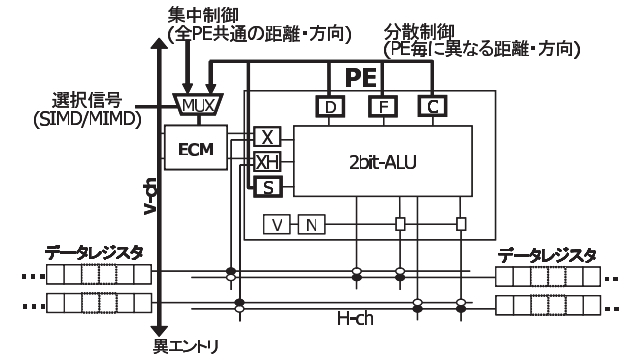 集中制御
(全PE共通の距離・方向)
分散制御
(PE毎に異なる距離・方向)
PE
選択信号
(SIMD/MIMD)
MUX
D
F
C
ECM
X
XH
S
2bit-ALU
V
N
V-ch
データレジスタ
データレジスタ
H-ch
異エントリ